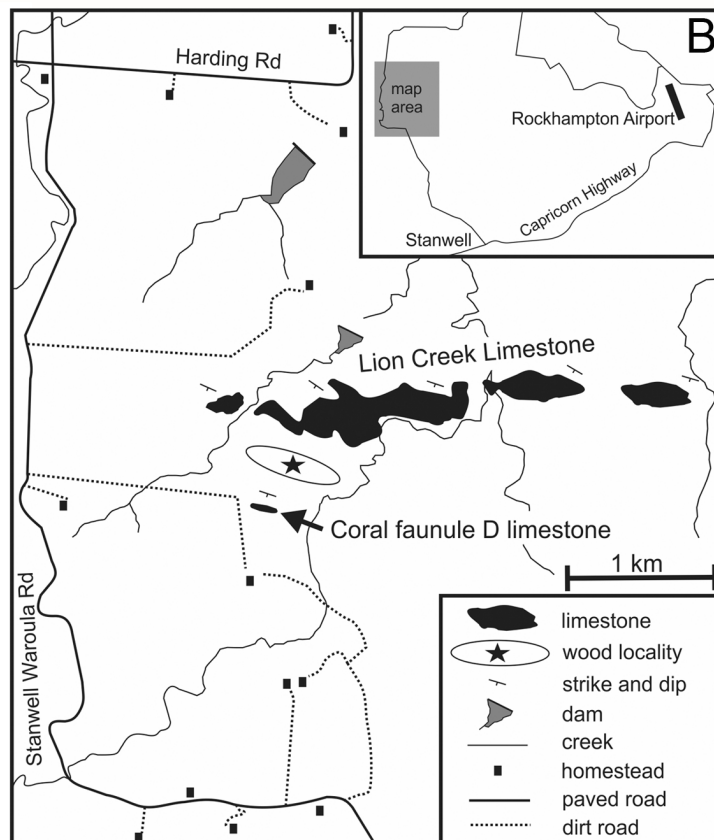 B
Harding Rd
map
area
Rockhampton Airport
Capricorn Highway
Stanwell
Lion Creek Limestone
Coral faunule D limestone
1 km
Stanwell Waroula Rd
limestone
wood locality
strike and dip
dam
creek
homestead
paved road
dirt road